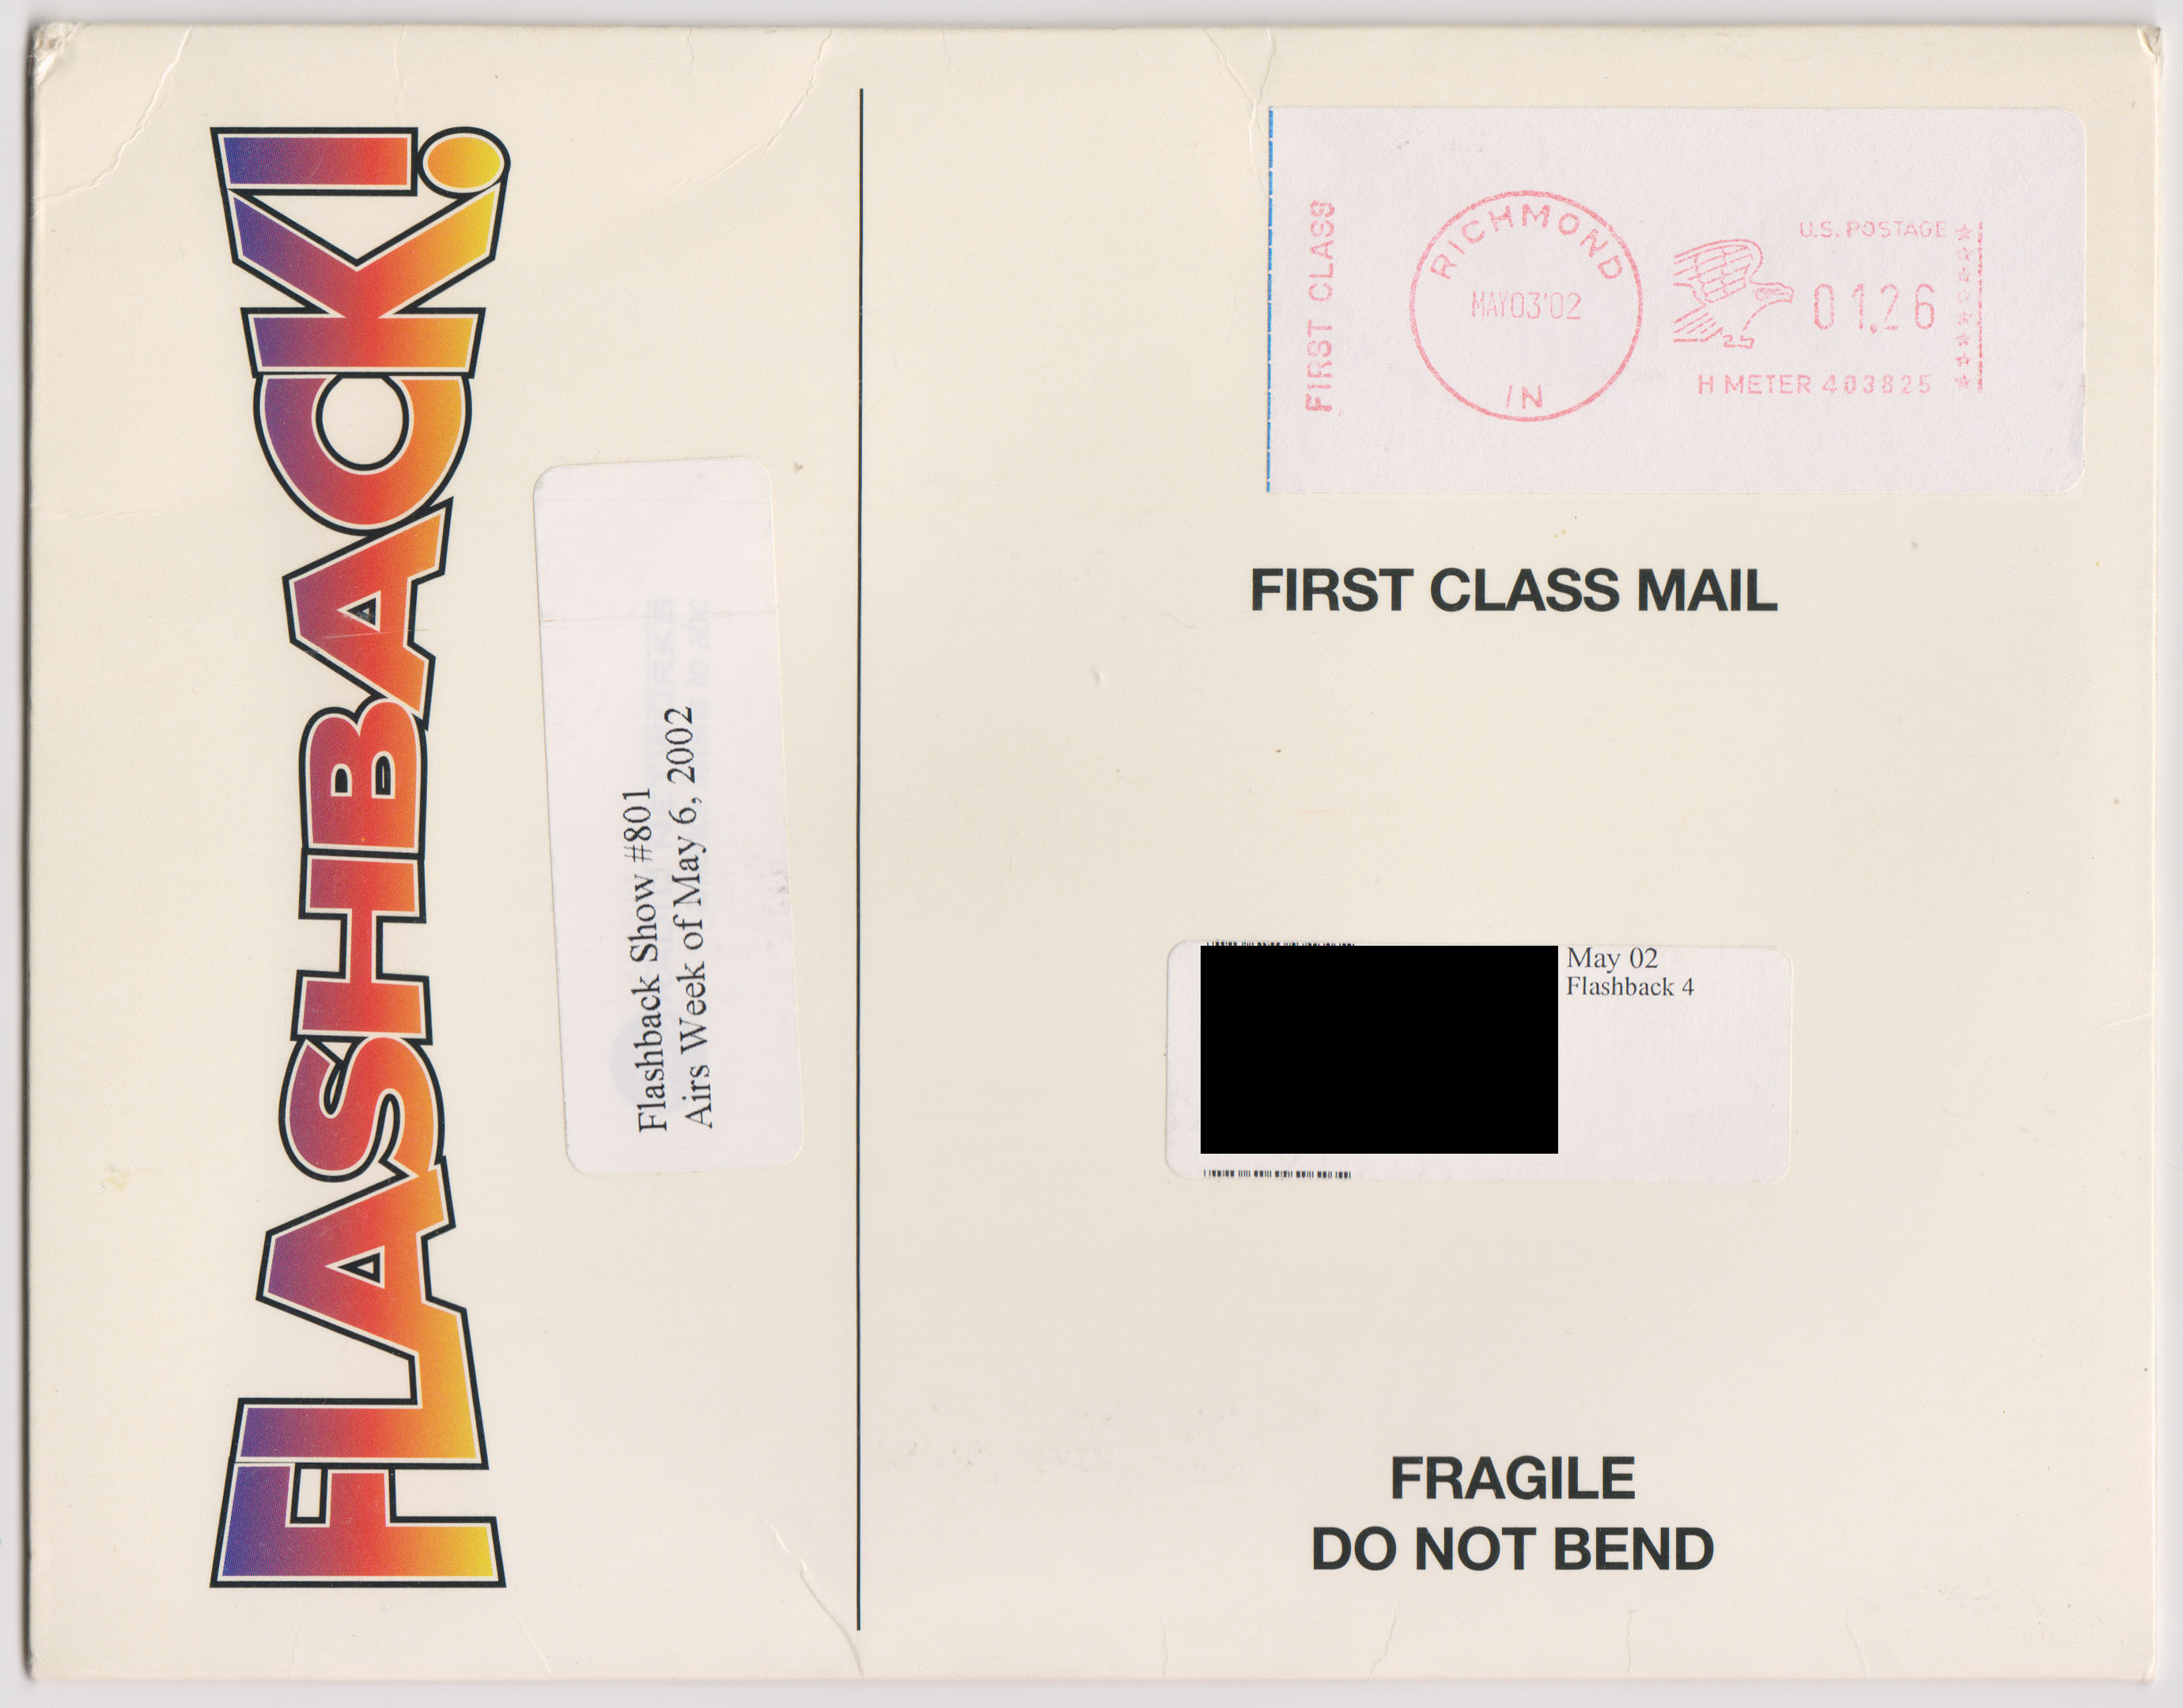 FLASHBACK!
Flashback Show #801
Airs Week of May 6, 2002
FIRST CLASS
RICHMOND
MAY03'02
IN
U.S. POSTAGE
01.26
H METER 403825
FIRST CLASS MAIL
May 02
Flashback 4
FRAGILE
DO NOT BEND